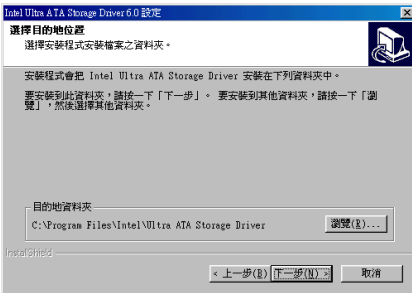 Intel Ultra ATA Storage Driver 6.0 設定
選擇目的地位置
選擇安裝程式安裝檔案之資料夾。
安裝程式會把 Intel Ultra ATA Storage Driver 安裝在下列資料夾中。
要安裝到此資料夾，請按一下「下一步」。 要安裝到其他資料夾，請按一下「瀏
覽」，然後選擇其他資料夾。
目的地資料夾
C:\Program Files\Intel\Ultra ATA Storage Driver
瀏覽(R)...
InstallShield
< 上一步(B) 下一步(N) > 取消